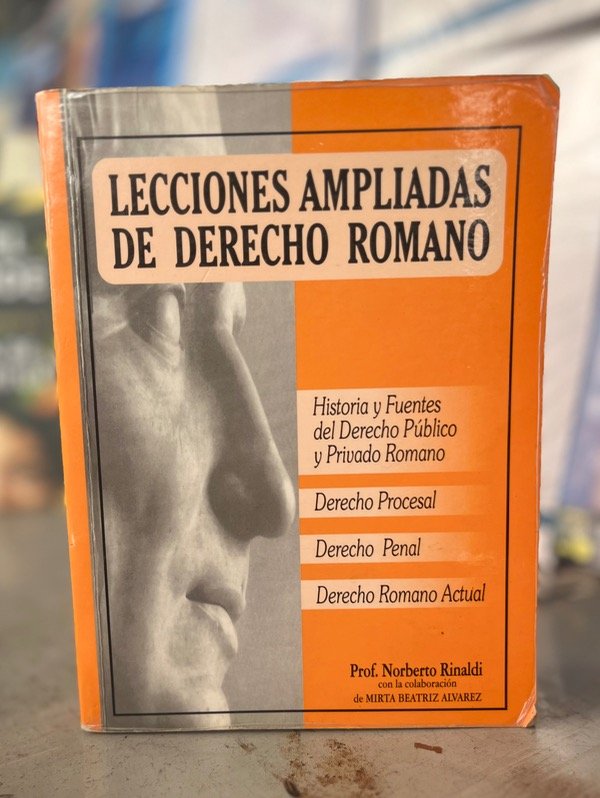 LECCIONES AMPLIADAS
DE DERECHO ROMANO
Historia y Fuentes
del Derecho Público
y Privado Romano
Derecho Procesal
Derecho Penal
Derecho Romano Actual
Prof. Norberto Rinaldi
con la colaboración
de MIRTA BEATRIZ ALVAREZ